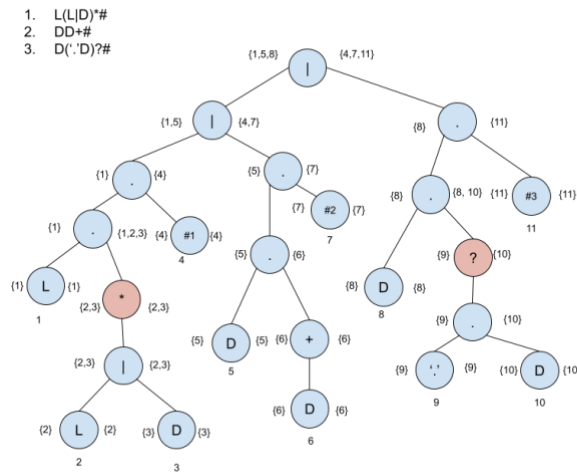 1. L(L|D)*#
2. DD+#
3. D('.'D)?#
{1,5,8} | {4,7,11}
{1,5} | {4,7}
{8} . {11}
{1} . {4}
{5} . {7}
{8} . {8, 10}
{11} #3 {11}
11
{7} #2 {7}
7
{1} . {1,2,3}
{4} #1 {4}
4
{5} . {6}
{9} ? {10}
{1} L {1}
1
{2,3} * {2,3}
{8} D {8}
8
{9} . {10}
{5} D {5}
5
{6} + {6}
{2,3} | {2,3}
{9} '.' {9}
9
{10} D {10
10
{6} D {6}
6
{2} L {2}
2
{3} D {3}
3